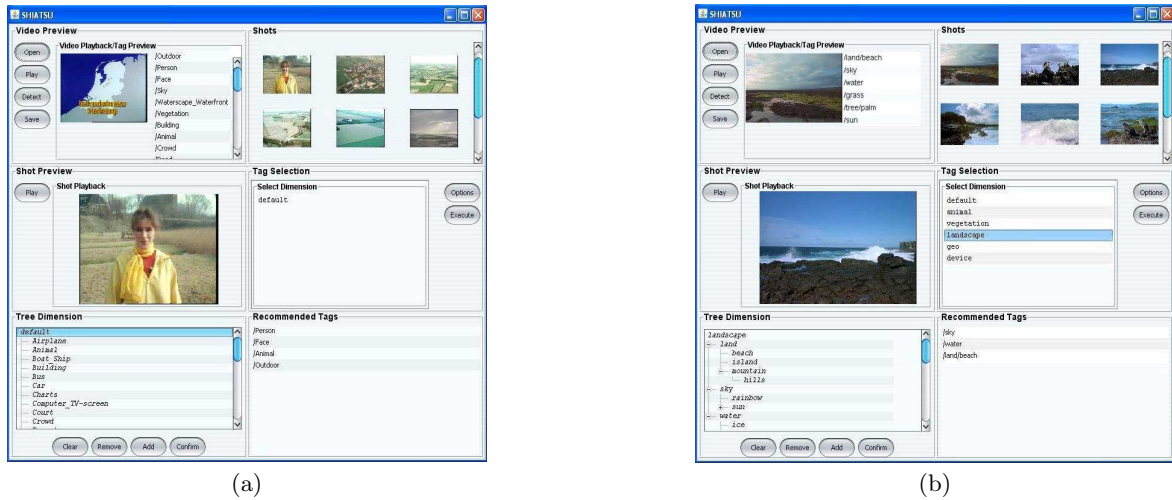 SHIATSU
Video Preview
Open
Play
Detect
Save
Video Playback/Tag Preview
/Outdoor
/Person
/Face
/Sky
/Waterscape_Waterfront
/Vegetation
/Building
/Animal
/Crowd
Shots
Shot Preview
Play
Shot Playback
Tag Selection
Select Dimension
default
Options
Execute
Tree Dimension
default
Airplane
Animal
Boat_Ship
Building
Bus
Car
Charts
Computer_TV-screen
Court
Crowd
Clear Remove Add Confirm
Recommended Tags
/Person
/Face
/Animal
/Outdoor
(a)
SHIATSU
Video Preview
Open
Play
Detect
Save
Video Playback/Tag Preview
/land/beach
/sky
/water
/grass
/tree/palm
/sun
Shots
Shot Preview
Play
Shot Playback
Tag Selection
Select Dimension
default
animal
vegetation
landscape
geo
device
Options
Execute
Tree Dimension
landscape
land
beach
island
mountain
hills
sky
rainbow
sun
water
ice
Clear Remove Add Confirm
Recommended Tags
/sky
/water
/land/beach
(b)